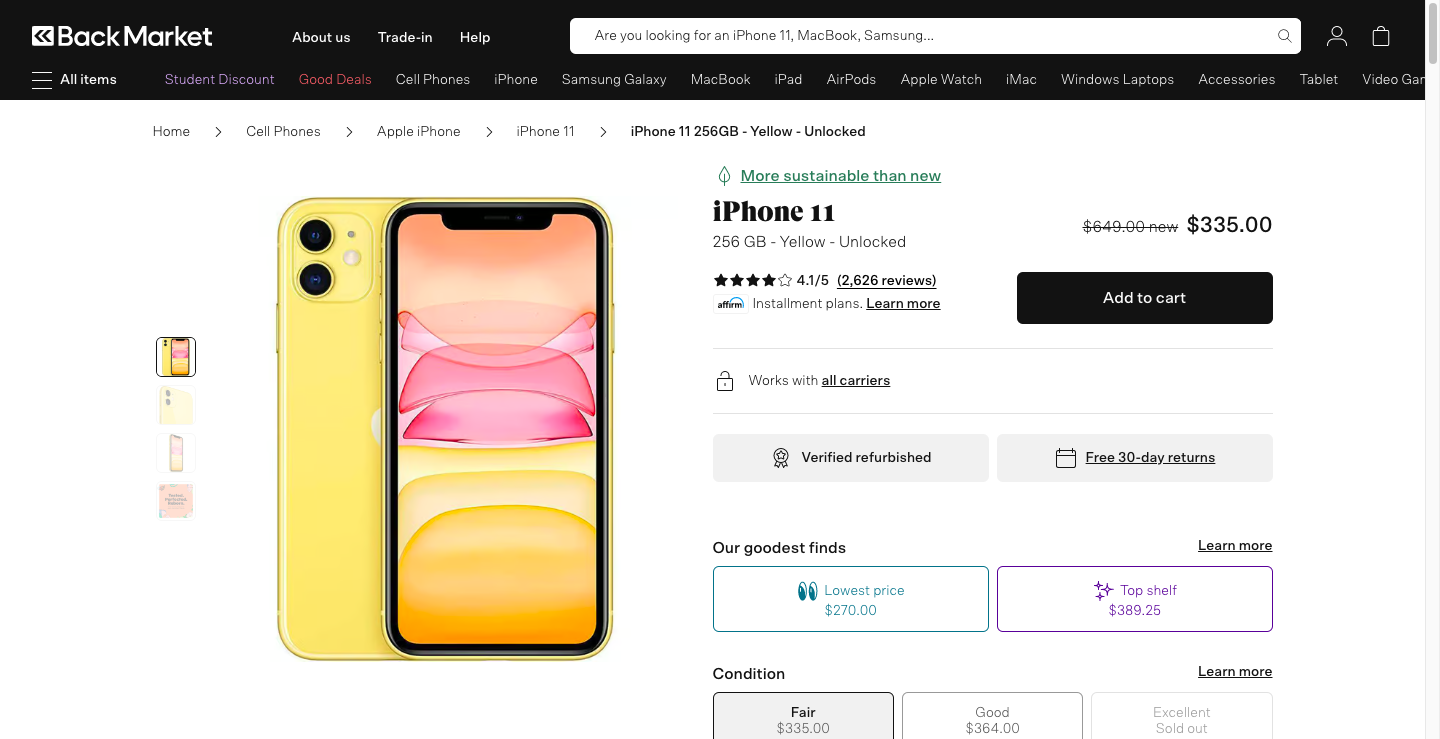 Back Market
About us
Trade-in
Help
Are you looking for an iPhone 11, MacBook, Samsung...
All items
Student Discount
Good Deals
Cell Phones
iPhone
Samsung Galaxy
MacBook
iPad
AirPods
Apple Watch
iMac
Windows Laptops
Accessories
Tablet
Video Gam
Home
Cell Phones
Apple iPhone
iPhone 11
iPhone 11 256GB - Yellow - Unlocked
More sustainable than new
iPhone 11
$649.00 new $335.00
256 GB - Yellow - Unlocked
4.1/5 (2,626 reviews)
affirm Installment plans. Learn more
Add to cart
Works with all carriers
Verified refurbished
Free 30-day returns
Our goodest finds
Learn more
Lowest price
$270.00
Top shelf
$389.25
Condition
Learn more
Fair
$335.00
Good
$364.00
Excellent
Sold out